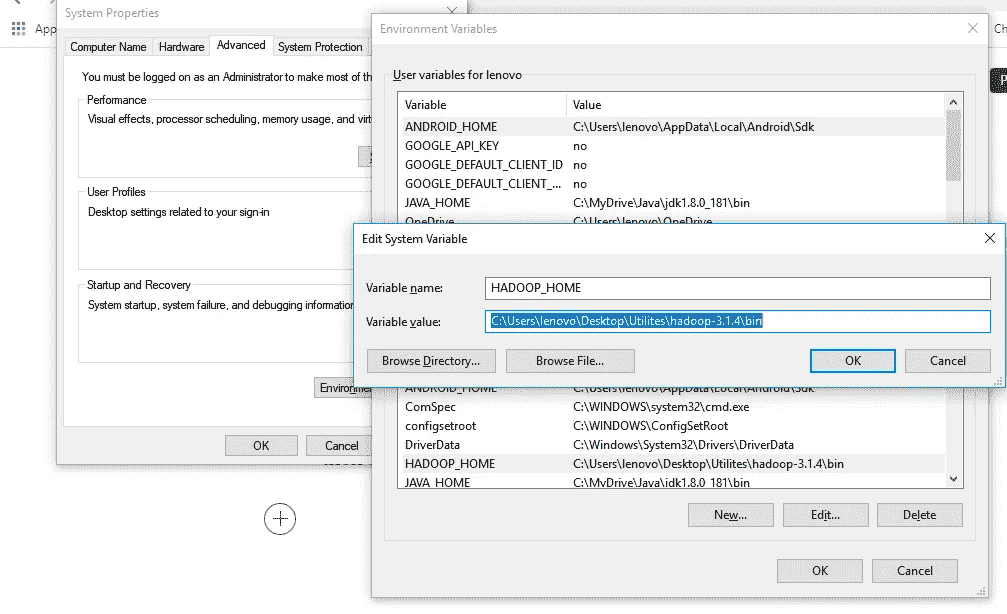 App
System Properties
Computer Name Hardware Advanced System Protection
You must be logged on as an Administrator to make most of th
Performance
Visual effects, processor scheduling, memory usage, and virt
User Profiles
Desktop settings related to your sign-in
Startup and Recovery
System startup, system failure, and debugging information
Environme
OK Cancel
Environment Variables
Ch
P
User variables for lenovo
Variable Value
ANDROID_HOME C:\Users\lenovo\AppData\Local\Android\Sdk
GOOGLE_API_KEY no
GOOGLE_DEFAULT_CLIENT_ID no
GOOGLE_DEFAULT_CLIENT_... no
JAVA_HOME C:\MyDrive\Java\jdk1.8.0_181\bin
OneDrive C:\Users\lenovo\OneDrive
Edit System Variable
Variable name: HADOOP_HOME
Variable value: C:\Users\lenovo\Desktop\Utilites\hadoop-3.1.4\bin
Browse Directory... Browse File... OK Cancel
ANDROID_HOME C:\Users\lenovo\AppData\Local\Android\Sdk
ComSpec C:\WINDOWS\system32\cmd.exe
configsetroot C:\WINDOWS\ConfigSetRoot
DriverData C:\Windows\System32\Drivers\DriverData
HADOOP_HOME C:\Users\lenovo\Desktop\Utilites\hadoop-3.1.4\bin
JAVA_HOME C:\MyDrive\Java\jdk1.8.0_181\bin
New... Edit... Delete
OK Cancel